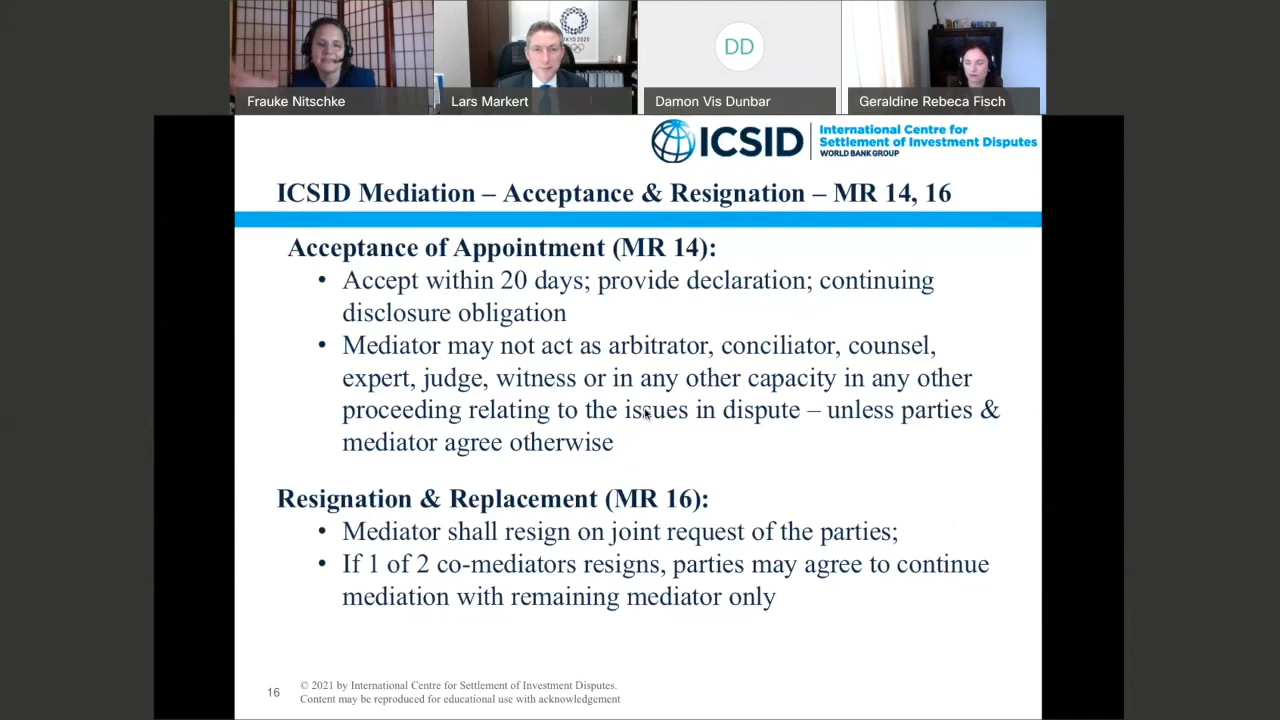 TOKYO 2020
DD
Frauke Nitschke
Lars Markert
Damon Vis Dunbar
Geraldine Rebeca Fisch
ICSID
International Centre for
Settlement of Investment Disputes
WORLD BANK GROUP
ICSID Mediation – Acceptance & Resignation – MR 14, 16
Acceptance of Appointment (MR 14):
• Accept within 20 days; provide declaration; continuing
disclosure obligation
• Mediator may not act as arbitrator, conciliator, counsel,
expert, judge, witness or in any other capacity in any other
proceeding relating to the issues in dispute – unless parties &
mediator agree otherwise
Resignation & Replacement (MR 16):
• Mediator shall resign on joint request of the parties;
• If 1 of 2 co-mediators resigns, parties may agree to continue
mediation with remaining mediator only
16
© 2021 by International Centre for Settlement of Investment Disputes.
Content may be reproduced for educational use with acknowledgement